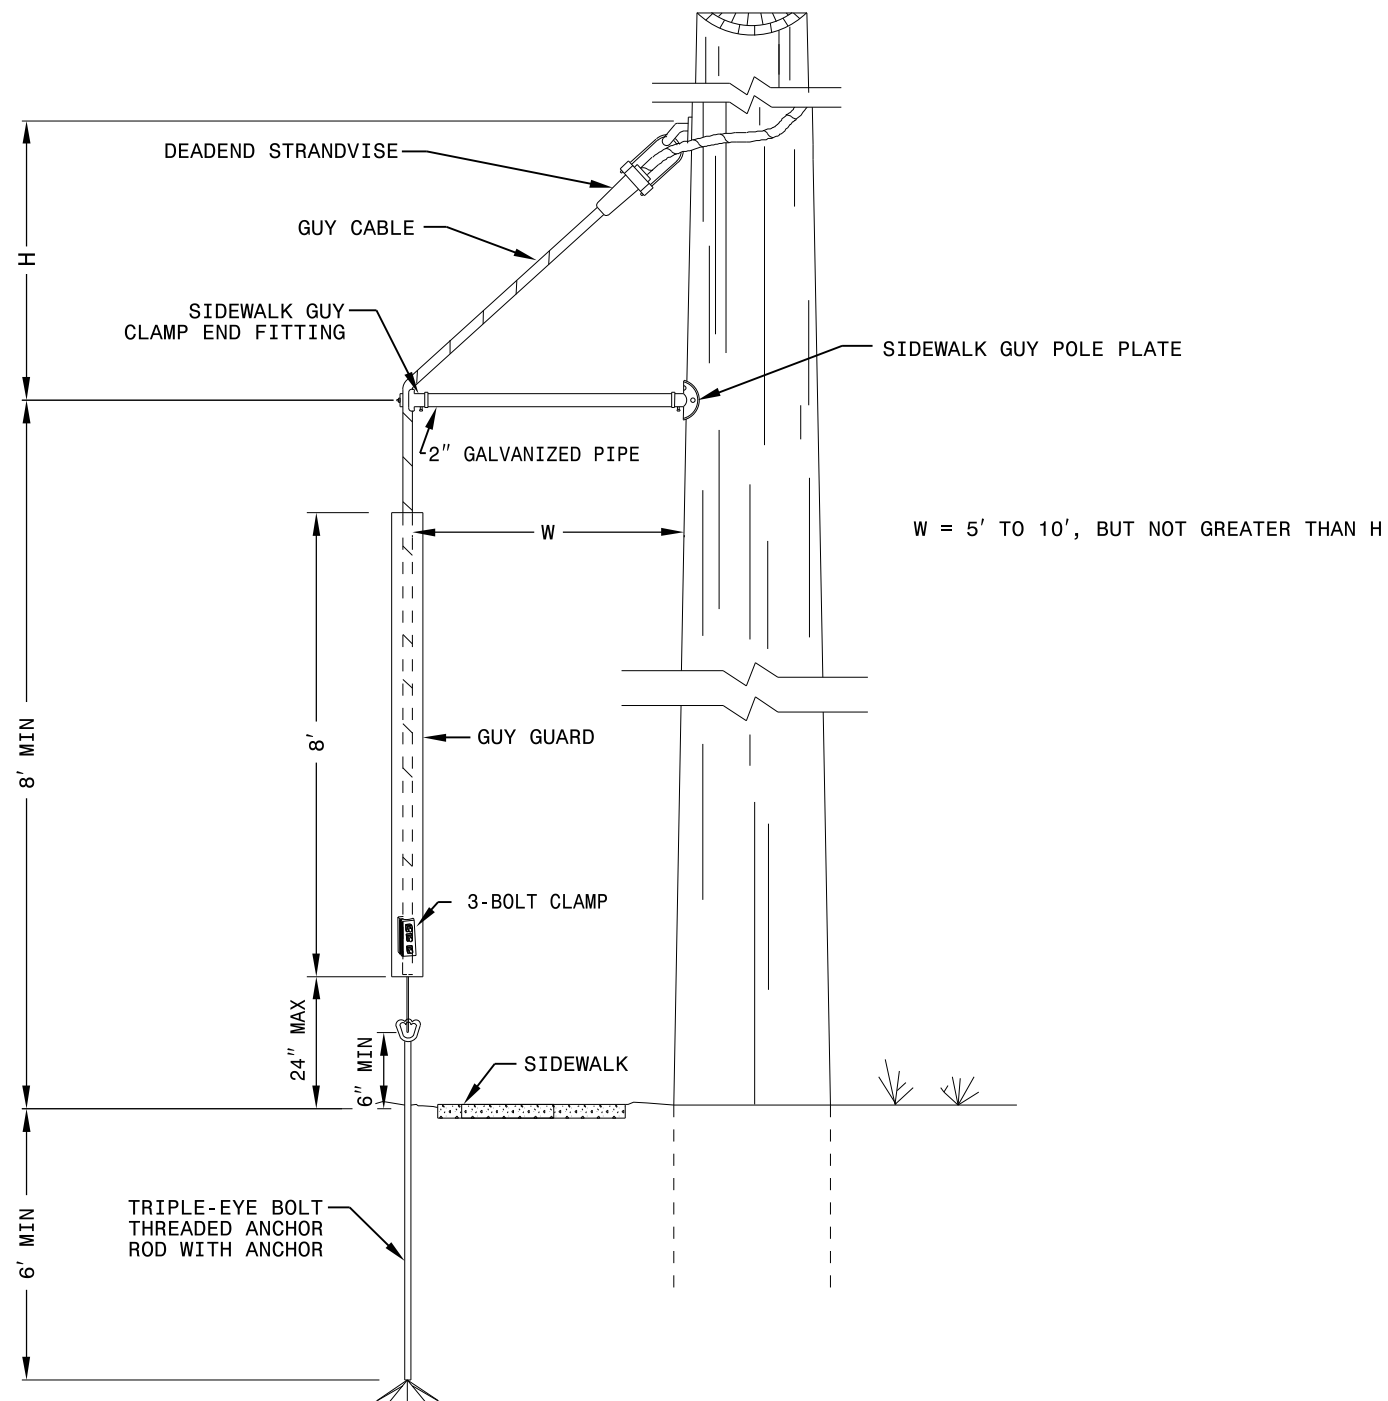 DEADEND STRANDVISE
GUY CABLE
H
SIDEWALK GUY
CLAMP END FITTING
SIDEWALK GUY POLE PLATE
2" GALVANIZED PIPE
W
W = 5' TO 10', BUT NOT GREATER THAN H
8' MIN
8'
GUY GUARD
3-BOLT CLAMP
24" MAX
6" MIN
SIDEWALK
6' MIN
TRIPLE-EYE BOLT
THREADED ANCHOR
ROD WITH ANCHOR